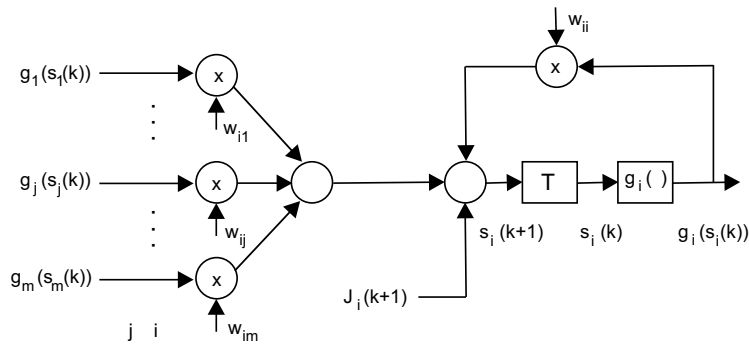 w_ii
x
g_1(s_1(k))
x
w_i1
g_j(s_j(k))
x
w_ij
T
g_i( )
s_i(k+1)
s_i(k)
g_i(s_i(k))
g_m(s_m(k))
x
w_im
J_i(k+1)
j i